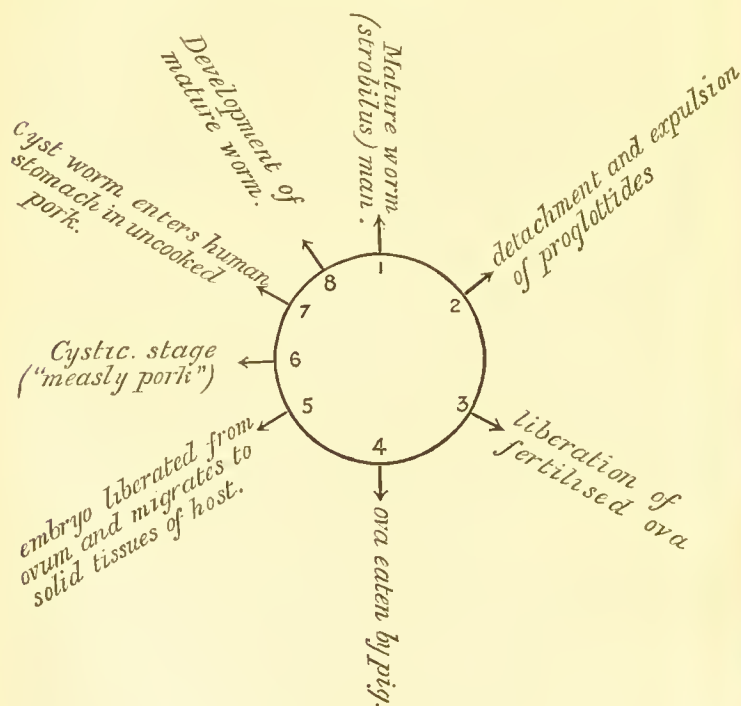 1
Mature worm
(strobilus) man.
2
detachment and expulsion
of proglottides
3
liberation of
fertilised ova
4
ova eaten by pig.
5
embryo liberated from
ovum and migrates to
solid tissues of host.
6
Cystic. stage
("measly pork")
7
Cyst worm enters human
stomach in uncooked
pork.
8
Development of
mature worm.